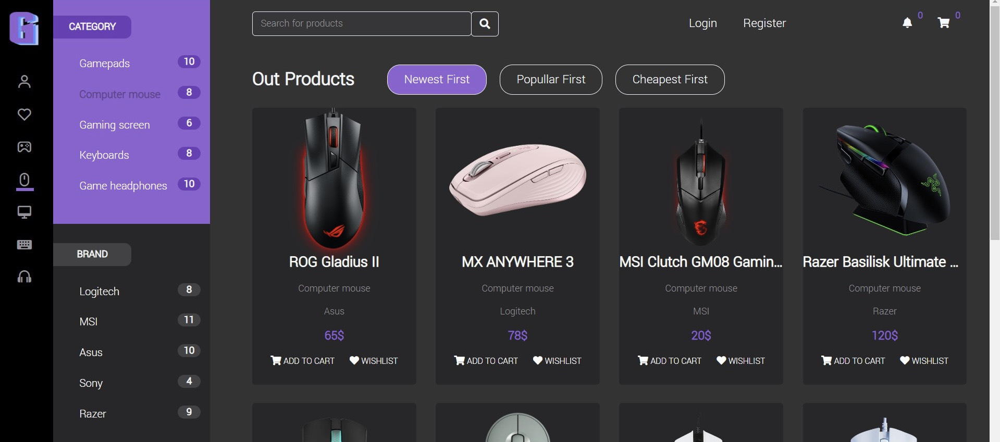 CATEGORY
Gamepads 10
Computer mouse 8
Gaming screen 6
Keyboards 8
Game headphones 10
BRAND
Logitech 8
MSI 11
Asus 10
Sony 4
Razer 9
Search for products
Login Register 0 0
Out Products Newest First Popullar First Cheapest First
ROG Gladius II
Computer mouse
Asus
65$
ADD TO CART WISHLIST
MX ANYWHERE 3
Computer mouse
Logitech
78$
ADD TO CART WISHLIST
MSI Clutch GM08 Gamin...
Computer mouse
MSI
20$
ADD TO CART WISHLIST
Razer Basilisk Ultimate ...
Computer mouse
Razer
120$
ADD TO CART WISHLIST